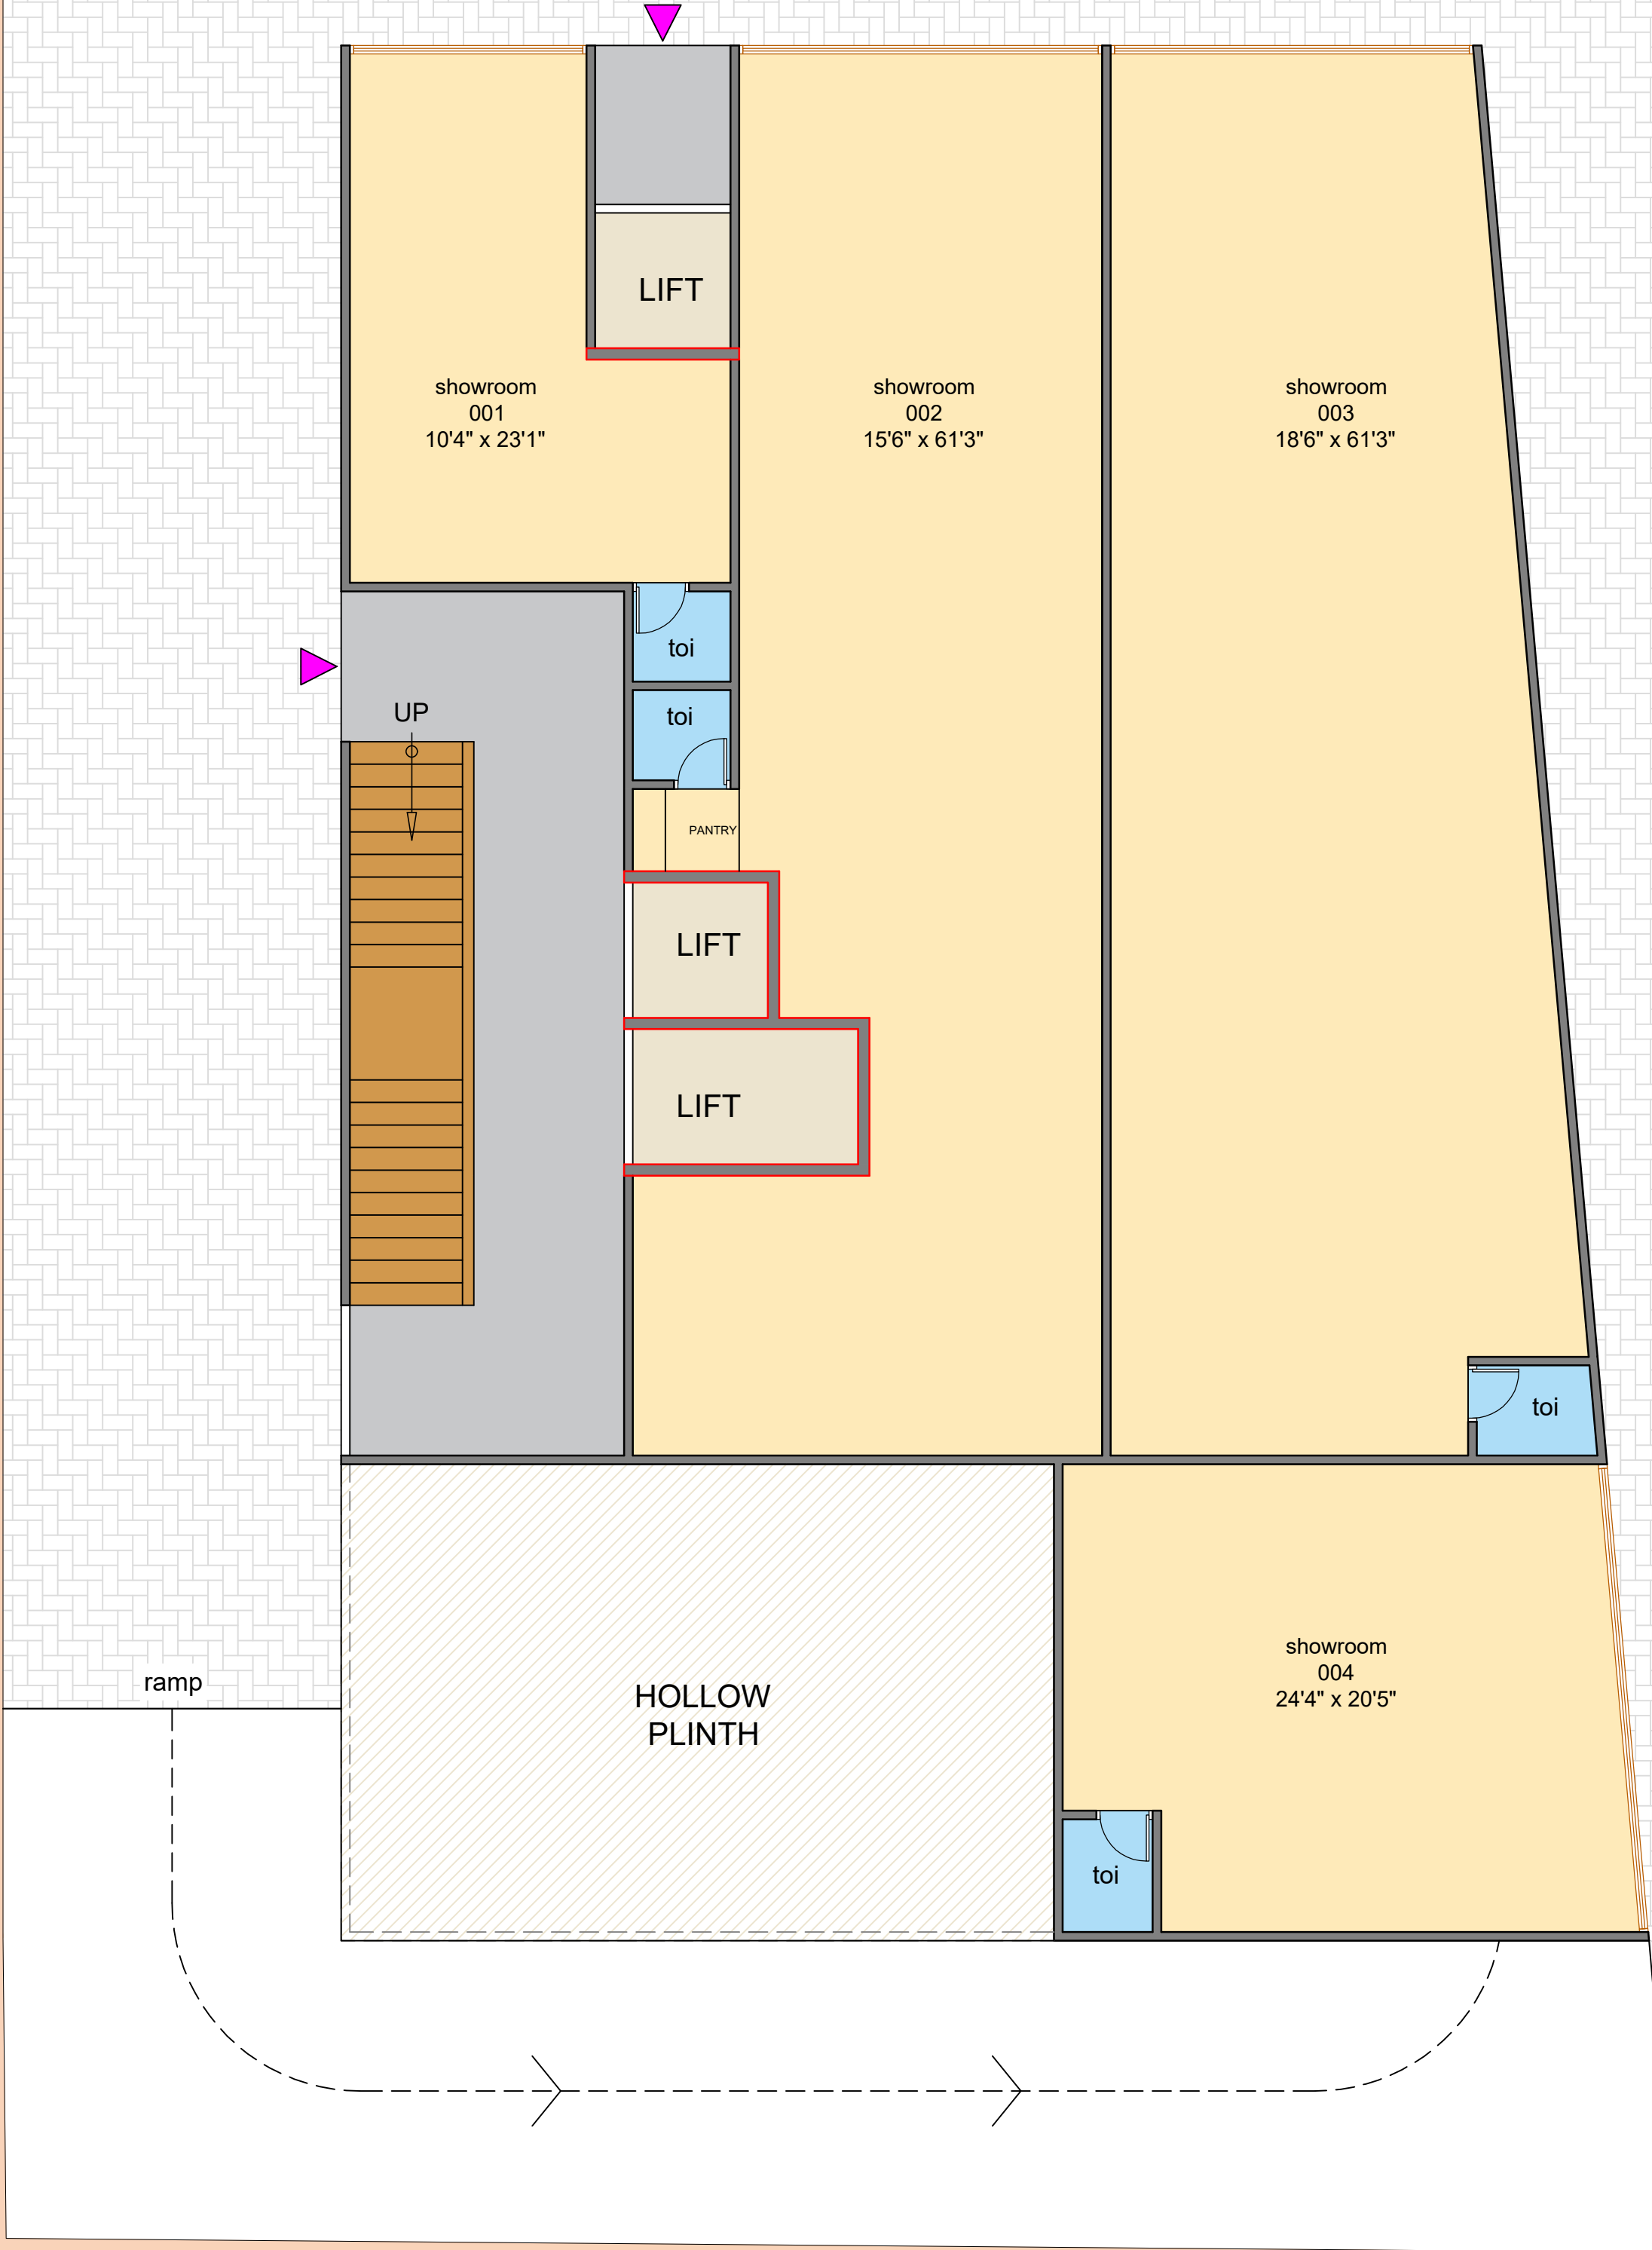 LIFT
showroom
001
10'4" x 23'1"
showroom
002
15'6" x 61'3"
showroom
003
18'6" x 61'3"
toi
UP
toi
PANTRY
LIFT
LIFT
toi
showroom
004
24'4" x 20'5"
ramp
HOLLOW
PLINTH
toi